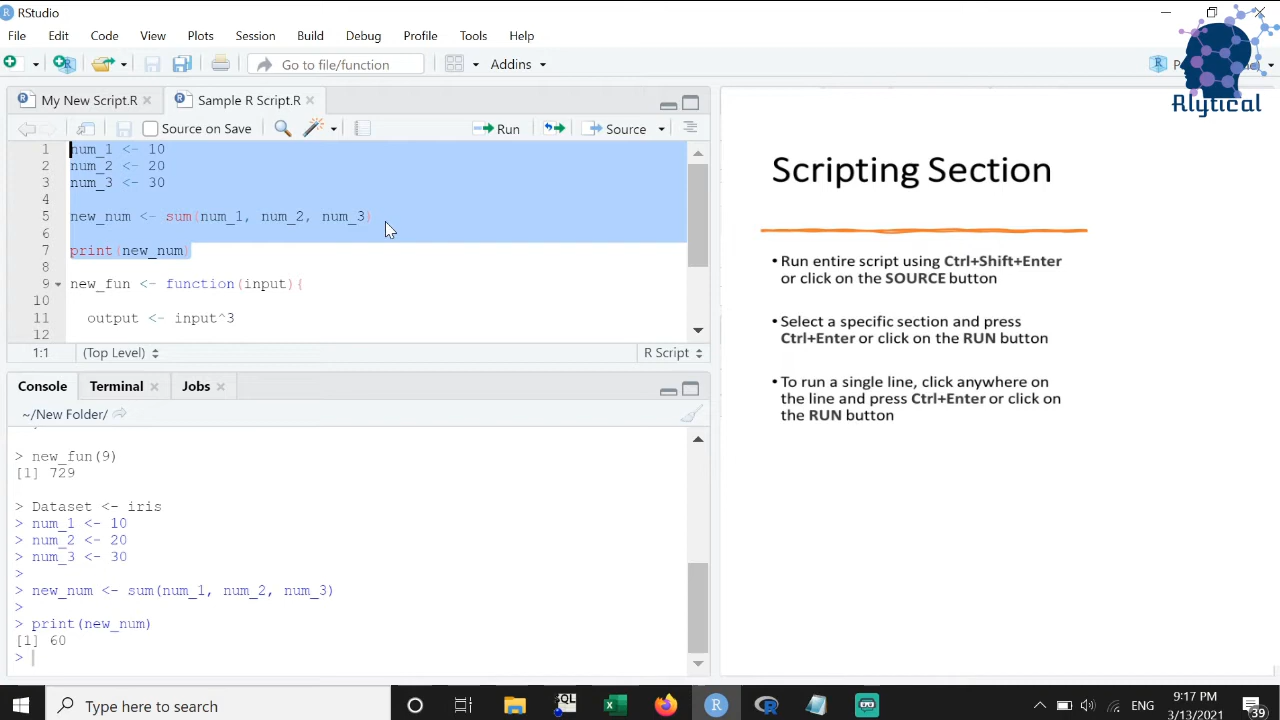 RStudio
File Edit Code View Plots Session Build Debug Profile Tools Help
Go to file/function Addins
Rlytical
My New Script.R Sample R Script.R
Source on Save Run Source
1 num_1 <- 10
2 num_2 <- 20
3 num_3 <- 30
4
5 new_num <- sum(num_1, num_2, num_3)
6
7 print(new_num)
8
9 new_fun <- function(input){
10
11 output <- input^3
12
1:1 (Top Level) R Script
Console Terminal Jobs
~/New Folder/
> new_fun(9)
[1] 729
> Dataset <- iris
> num_1 <- 10
> num_2 <- 20
> num_3 <- 30
>
> new_num <- sum(num_1, num_2, num_3)
>
> print(new_num)
[1] 60
>
Scripting Section
• Run entire script using Ctrl+Shift+Enter
or click on the SOURCE button
• Select a specific section and press
Ctrl+Enter or click on the RUN button
• To run a single line, click anywhere on
the line and press Ctrl+Enter or click on
the RUN button
Type here to search
QL
ENG
9:17 PM
3/13/2021
39